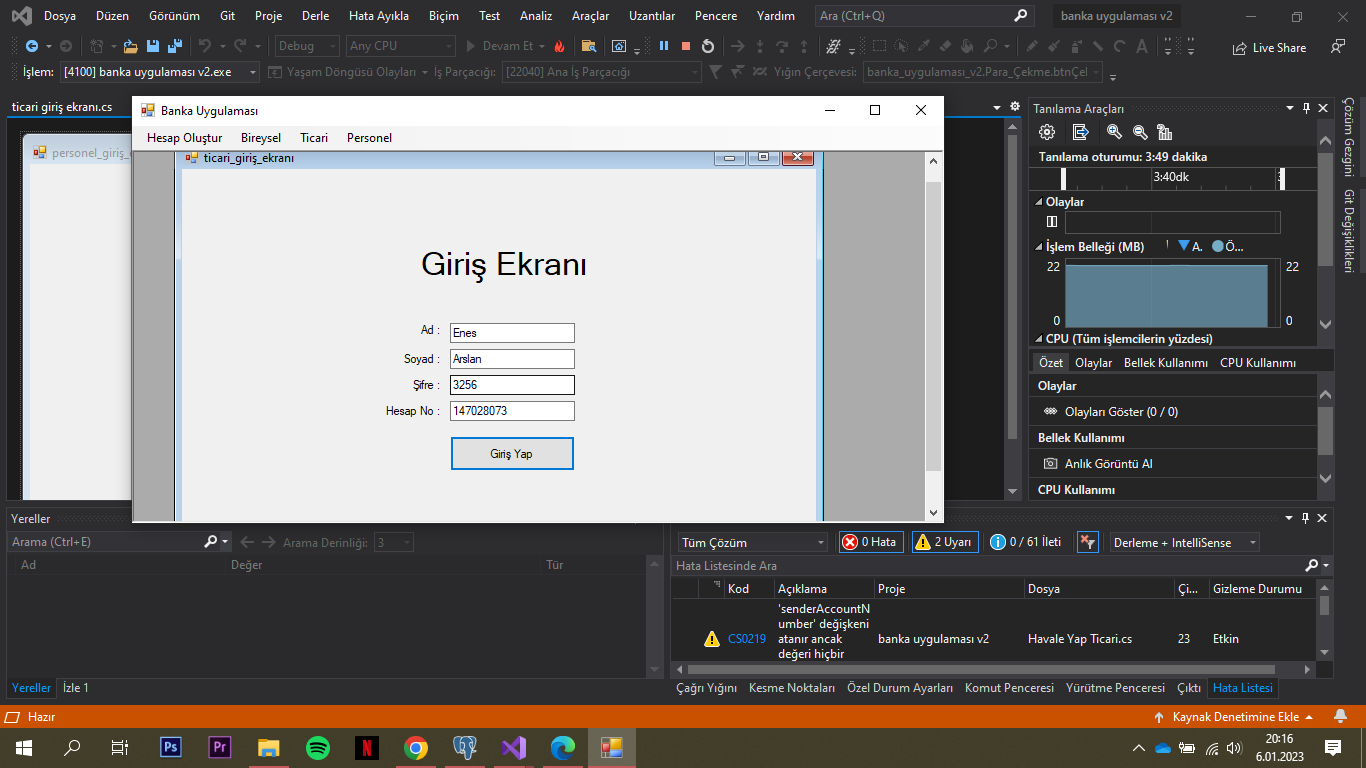 Dosya Düzen Görünüm Git Proje Derle Hata Ayıkla Biçim Test Analiz Araçlar Uzantılar Pencere Yardım Ara (Ctrl+Q) banka uygulaması v2
Debug Any CPU Devam Et Live Share
İşlem: [4100] banka uygulaması v2.exe Yaşam Döngüsü Olayları İş Parçacığı: [22040] Ana İş Parçacığı Yığın Çerçevesi: banka_uygulaması_v2.Para_Çekme.btnÇel
ticari giriş ekranı.cs
Banka Uygulaması
Hesap Oluştur Bireysel Ticari Personel
personel_giriş_
ticari_giriş_ekranı
Giriş Ekranı
Ad : Enes
Soyad : Arslan
Şifre : 3256
Hesap No : 147028073
Giriş Yap
Tanılama Araçları
Tanılama oturumu: 3:49 dakika
3:40dk
Olaylar
İşlem Belleği (MB) A. Ö...
22 22
0 0
CPU (Tüm işlemcilerin yüzdesi)
Özet Olaylar Bellek Kullanımı CPU Kullanımı
Olaylar
Olayları Göster (0 / 0)
Bellek Kullanımı
Anlık Görüntü Al
CPU Kullanımı
Çözüm Gezgini
Git Değişiklikleri
Yereller
Arama (Ctrl+E) Arama Derinliği: 3
Ad Değer Tür
Yereller İzle 1
Tüm Çözüm 0 Hata 2 Uyarı 0 / 61 İleti Derleme + IntelliSense
Hata Listesinde Ara
Kod Açıklama Proje Dosya Çi... Gizleme Durumu
'senderAccountN
umber' değişkeni
CS0219 atanır ancak banka uygulaması v2 Havale Yap Ticari.cs 23 Etkin
değeri hiçbir
Çağrı Yığını Kesme Noktaları Özel Durum Ayarları Komut Penceresi Yürütme Penceresi Çıktı Hata Listesi
Hazır Kaynak Denetimine Ekle
Ps Pr N
20:16
6.01.2023